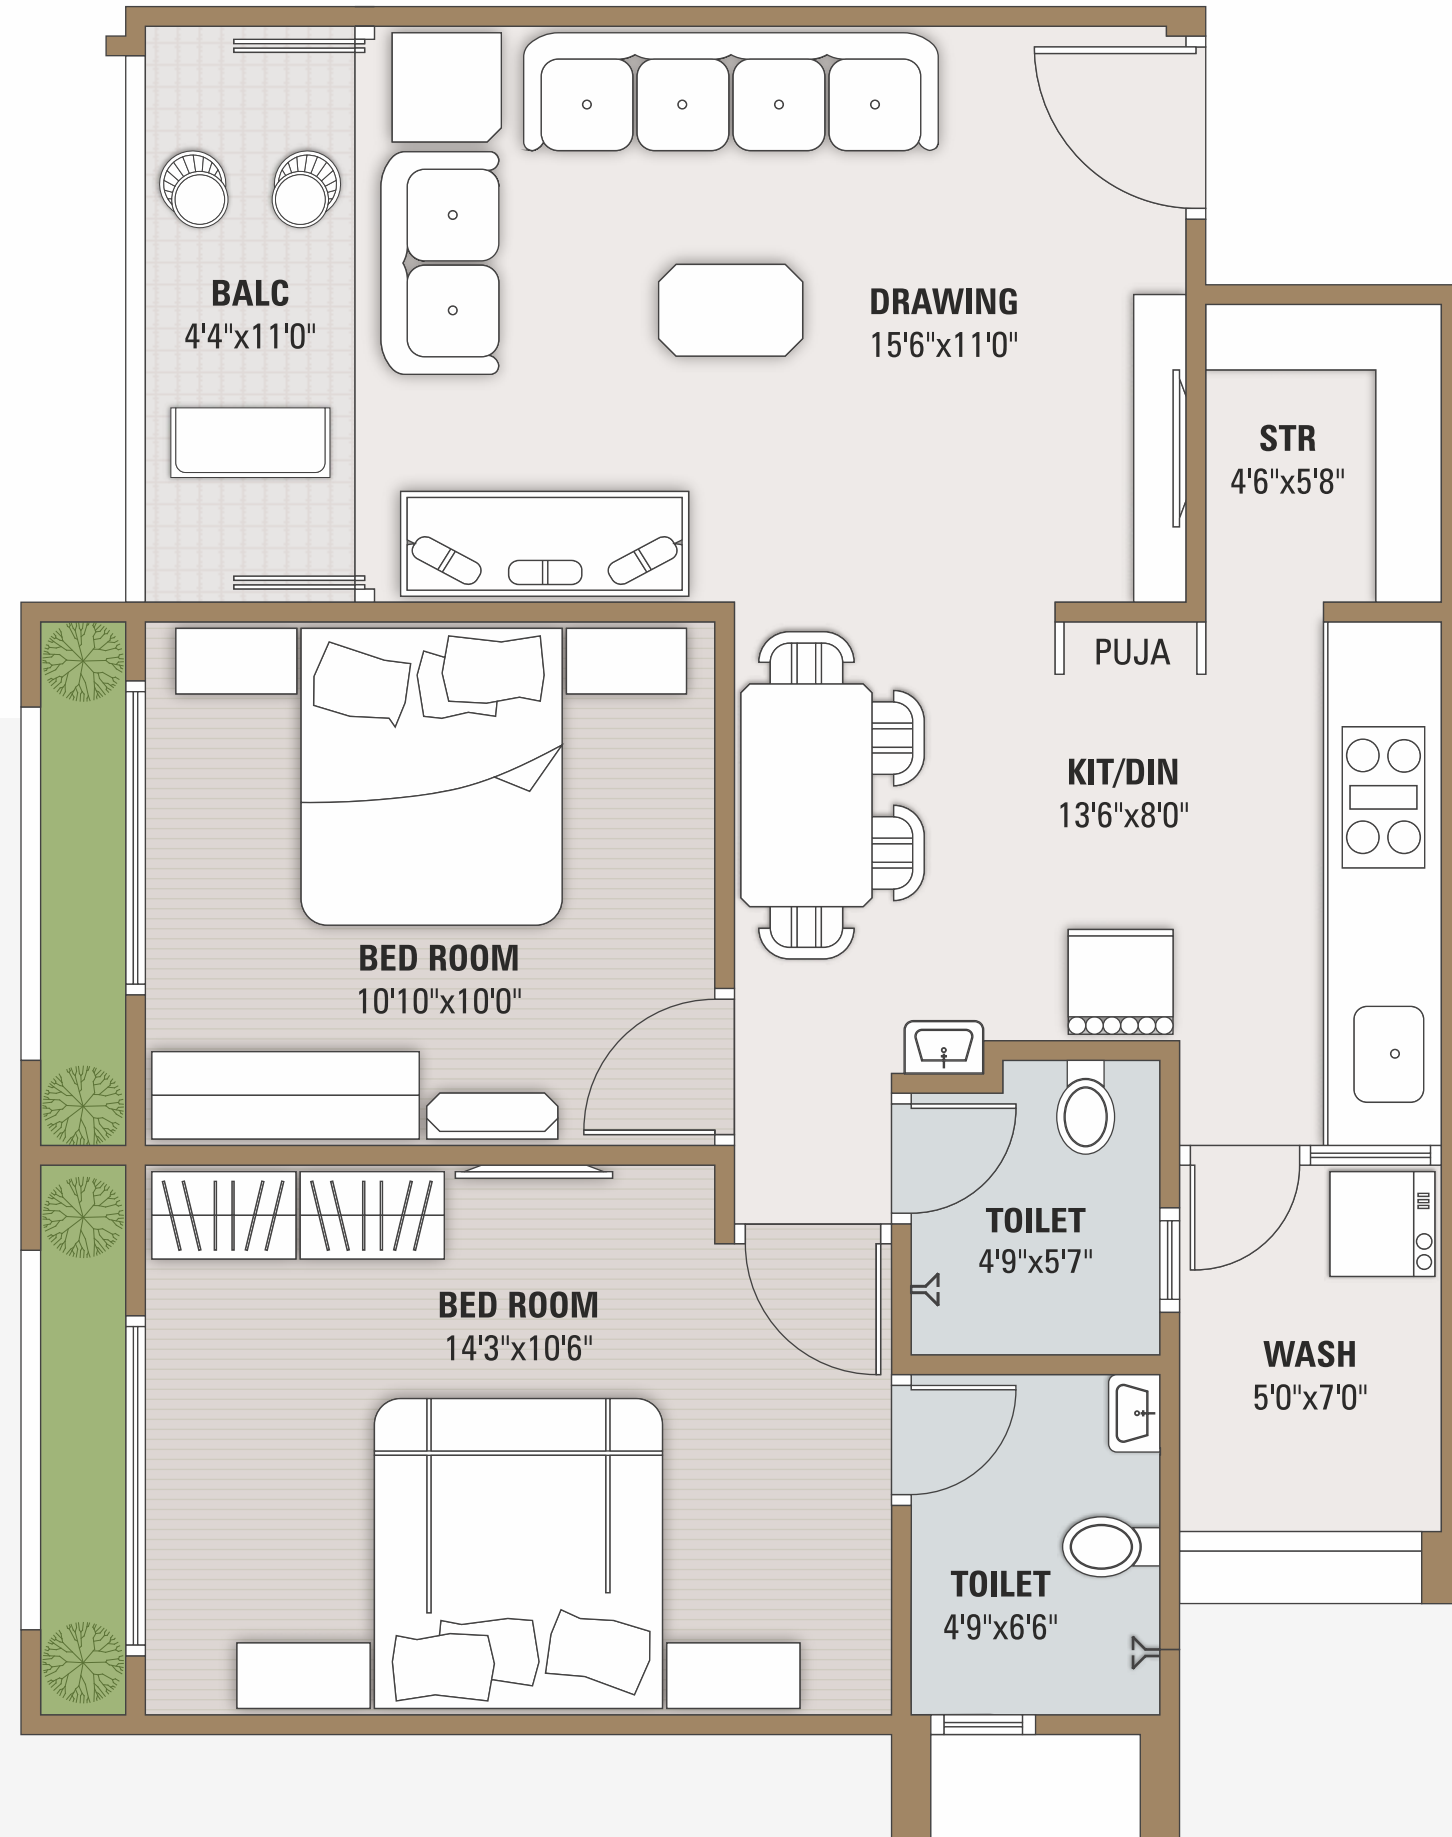 BALC
4'4"x11'0"
DRAWING
15'6"x11'0"
STR
4'6"x5'8"
PUJA
KIT/DIN
13'6"x8'0"
BED ROOM
10'10"x10'0"
TOILET
4'9"x5'7"
BED ROOM
14'3"x10'6"
WASH
5'0"x7'0"
TOILET
4'9"x6'6"